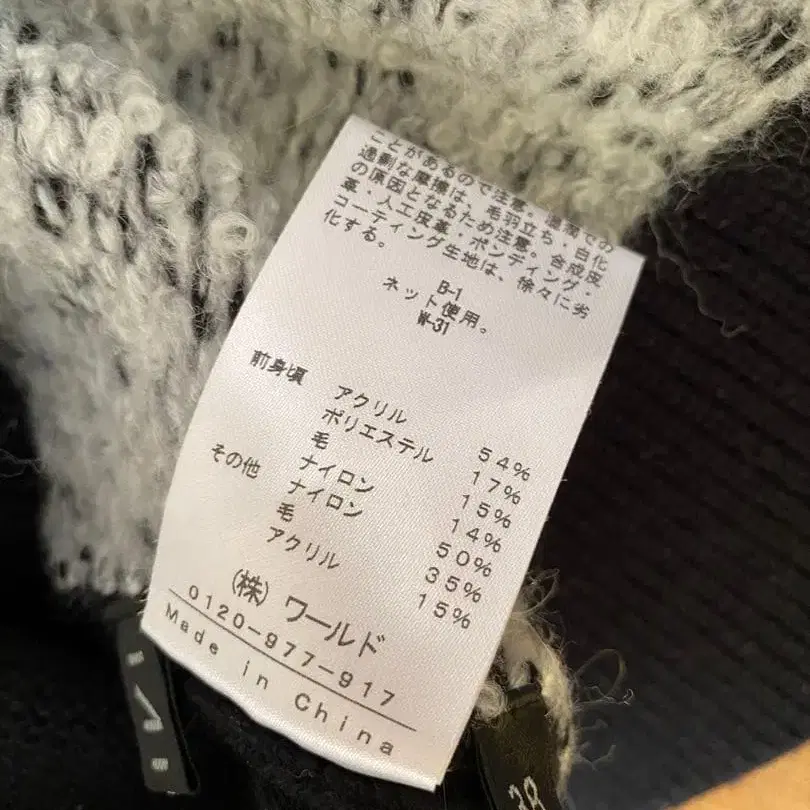 ことがあるので注意。湿潤での
過剰な摩擦は、毛羽立ち・白化
の原因となるため注意。合成皮
革・人工皮革・ボンディング・
コーティング生地は、徐々に劣
化する。
B-1
ネット使用。
W-31
前身頃 アクリル 54%
ポリエステル 17%
毛 15%
ナイロン 14%
その他 ナイロン 50%
毛 35%
アクリル 15%
(株) ワールド
0120-977-917
Made in China
38